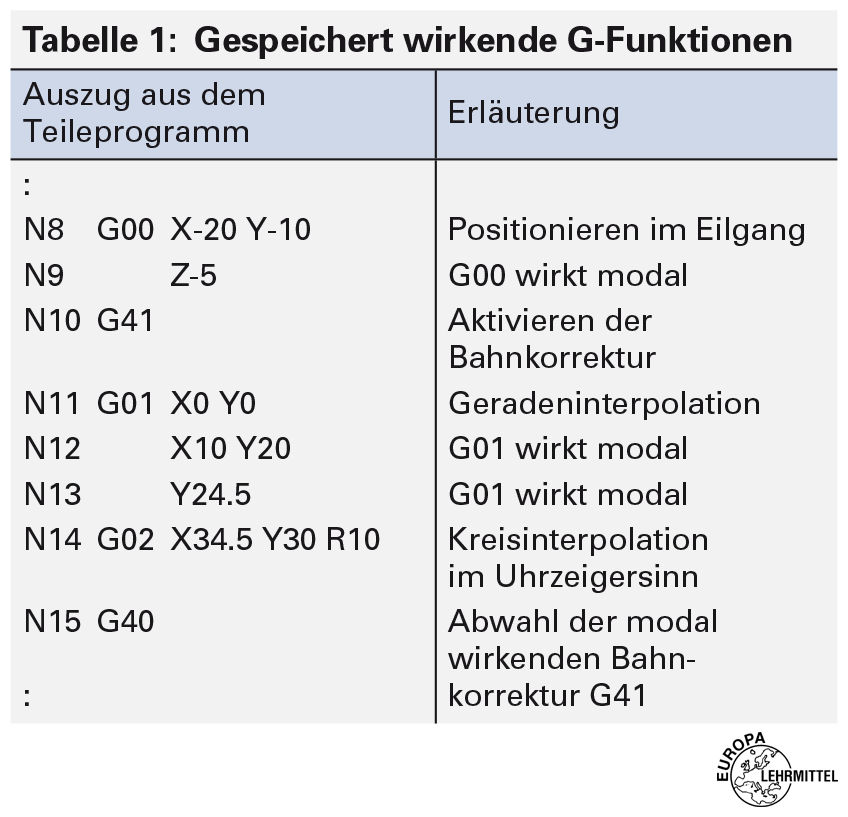 Tabelle 1: Gespeichert wirkende G-Funktionen
Auszug aus dem
Teileprogramm
Erläuterung
:
N8 G00 X-20 Y-10 Positionieren im Eilgang
N9 Z-5 G00 wirkt modal
N10 G41 Aktivieren der
Bahnkorrektur
N11 G01 X0 Y0 Geradeninterpolation
N12 X10 Y20 G01 wirkt modal
N13 Y24.5 G01 wirkt modal
N14 G02 X34.5 Y30 R10 Kreisinterpolation
im Uhrzeigersinn
N15 G40 Abwahl der modal
wirkenden Bahn-
: korrektur G41
EUROPA
LEHRMITTEL